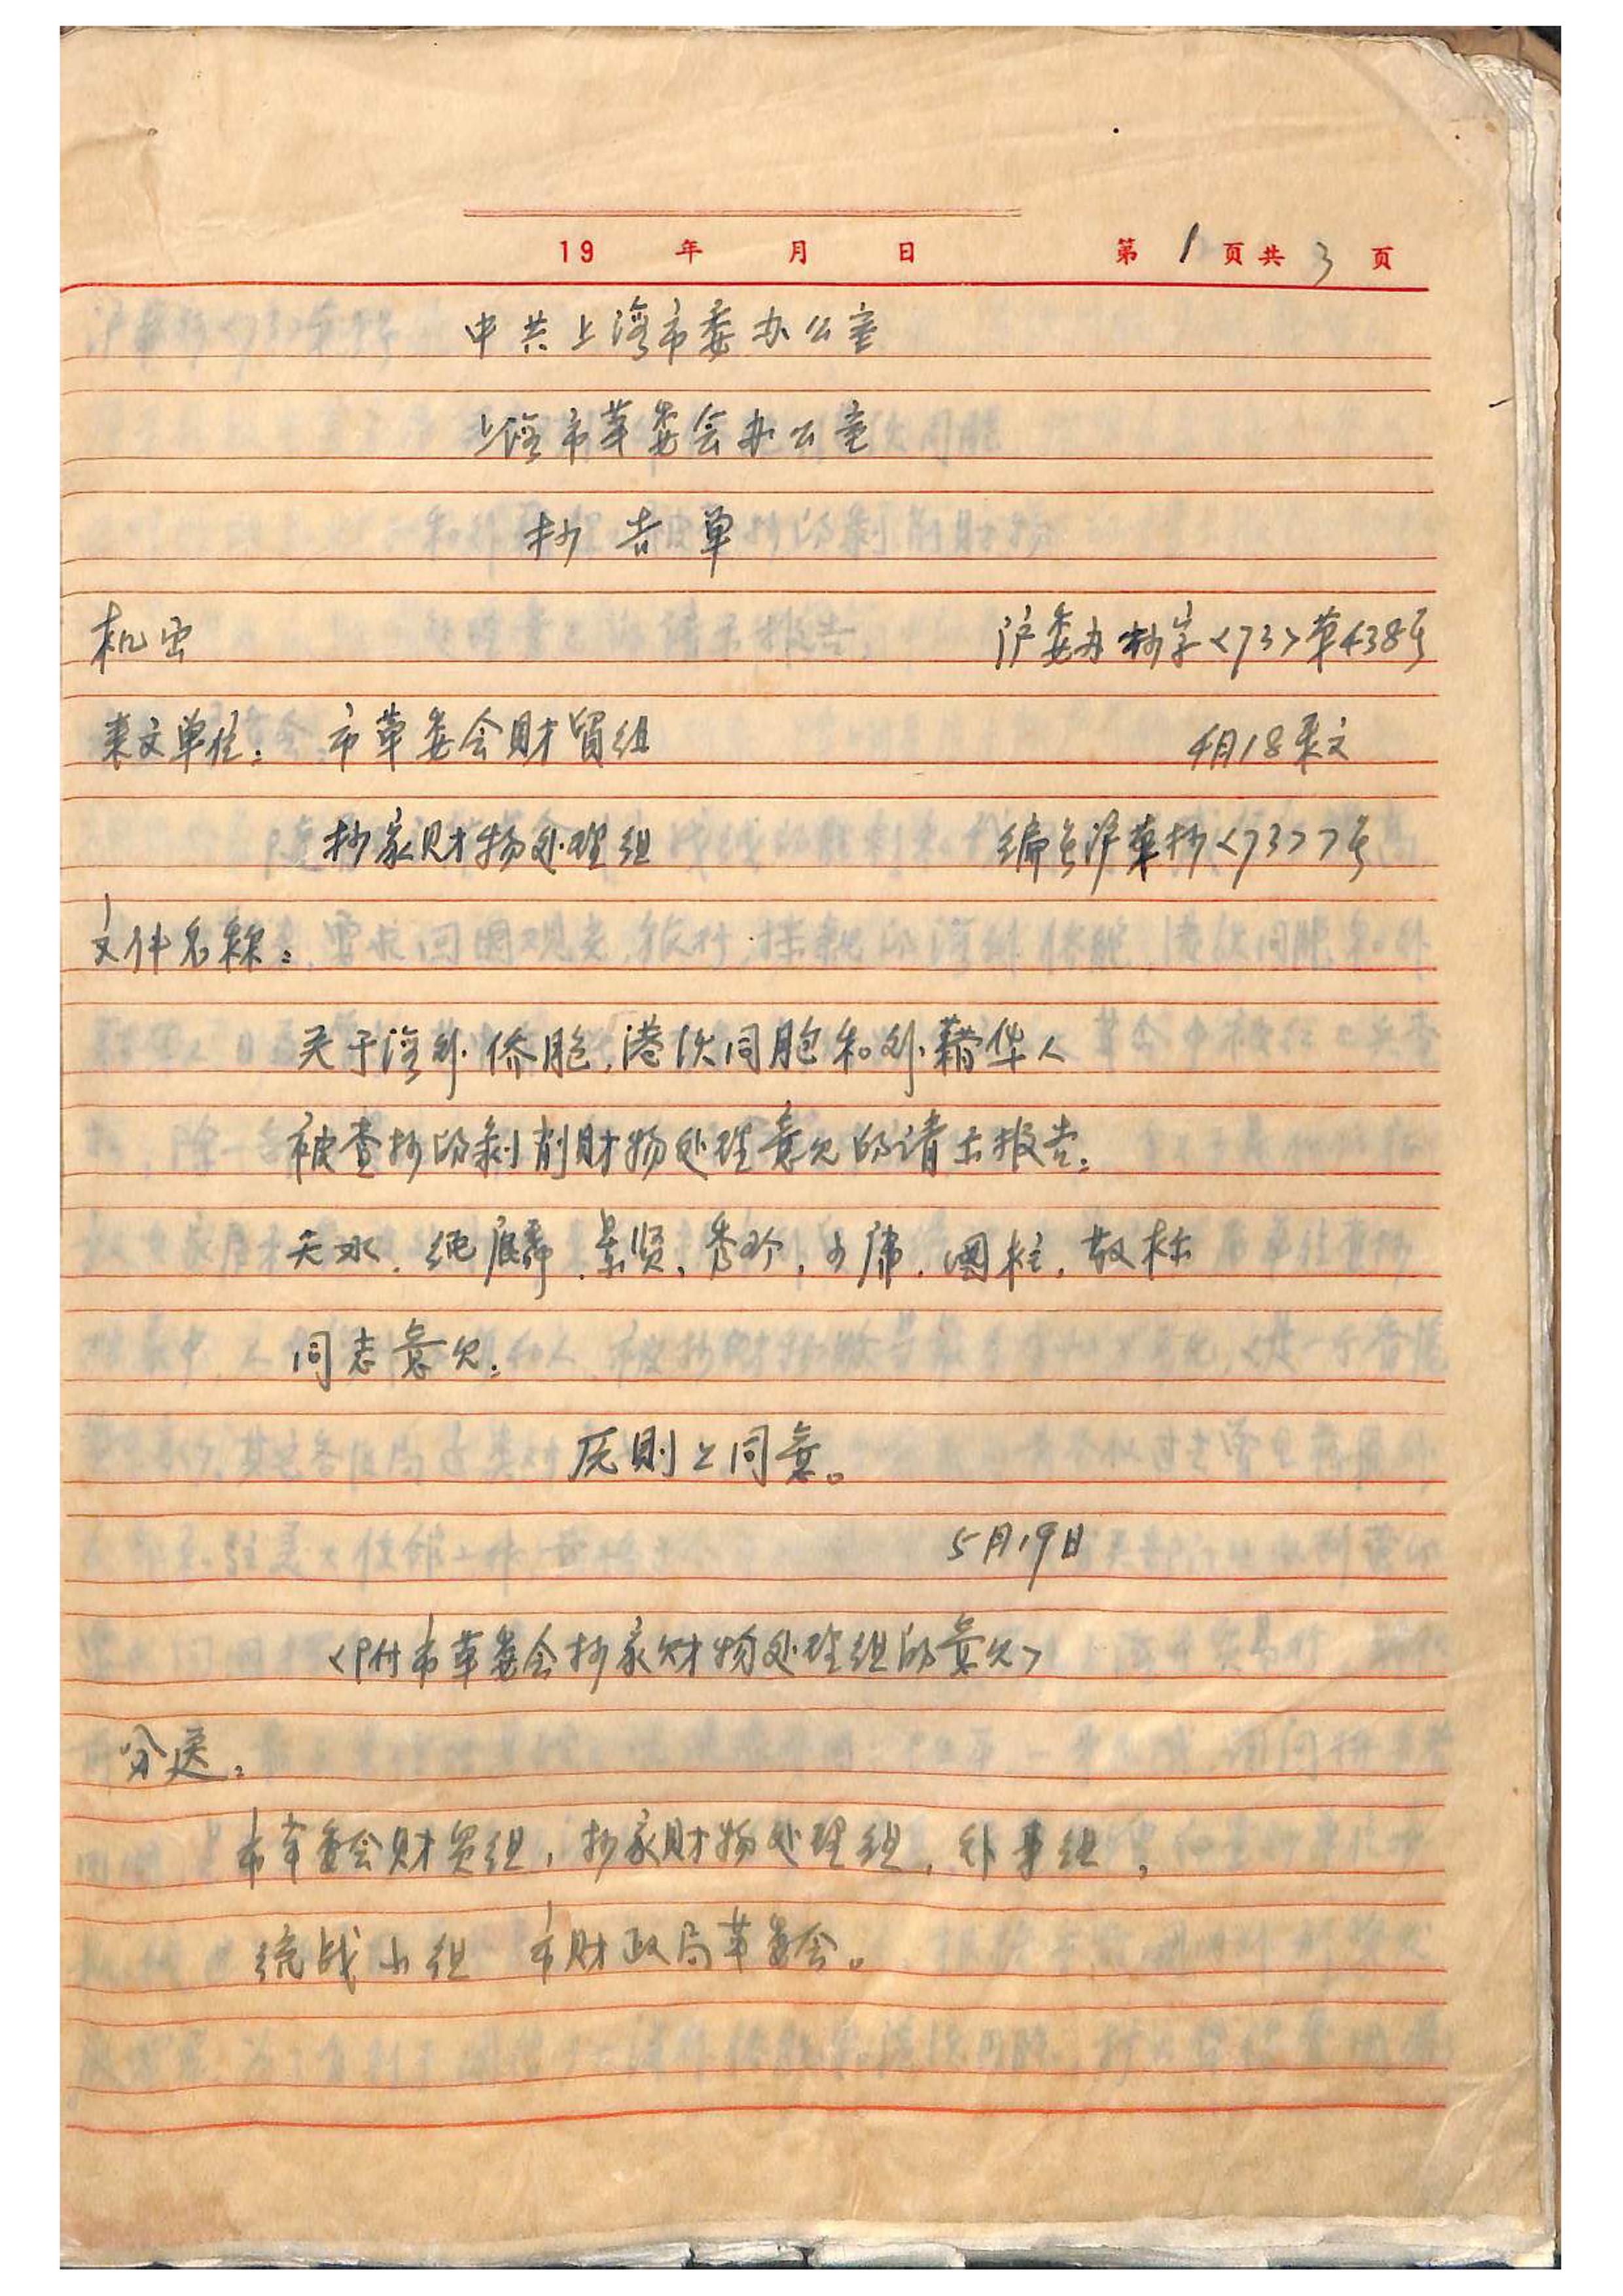 19 年 月 日 第 1 页 共 3 页
中共上海市委办公室
上海市革委会办公室
抄告单
机密 沪委办抄字<73>第438号
来文单位: 市革委会财贸组 4月18来文
抄家财物处理组 编号沪革抄<73>7号
文件名称:
关于海外侨胞,港澳同胞和外籍华人
被查抄的剥削财物处理意见的请示报告:
天水.绳麟.景贤、秀珍,少庸.国柱,敬标
同志意见:
原则上同意。
5月19日
<附市革委会抄家财物处理组的意见>
分送:
市革委会财贸组,抄家财物处理组,外事组,
统战小组 市财政局革委会。